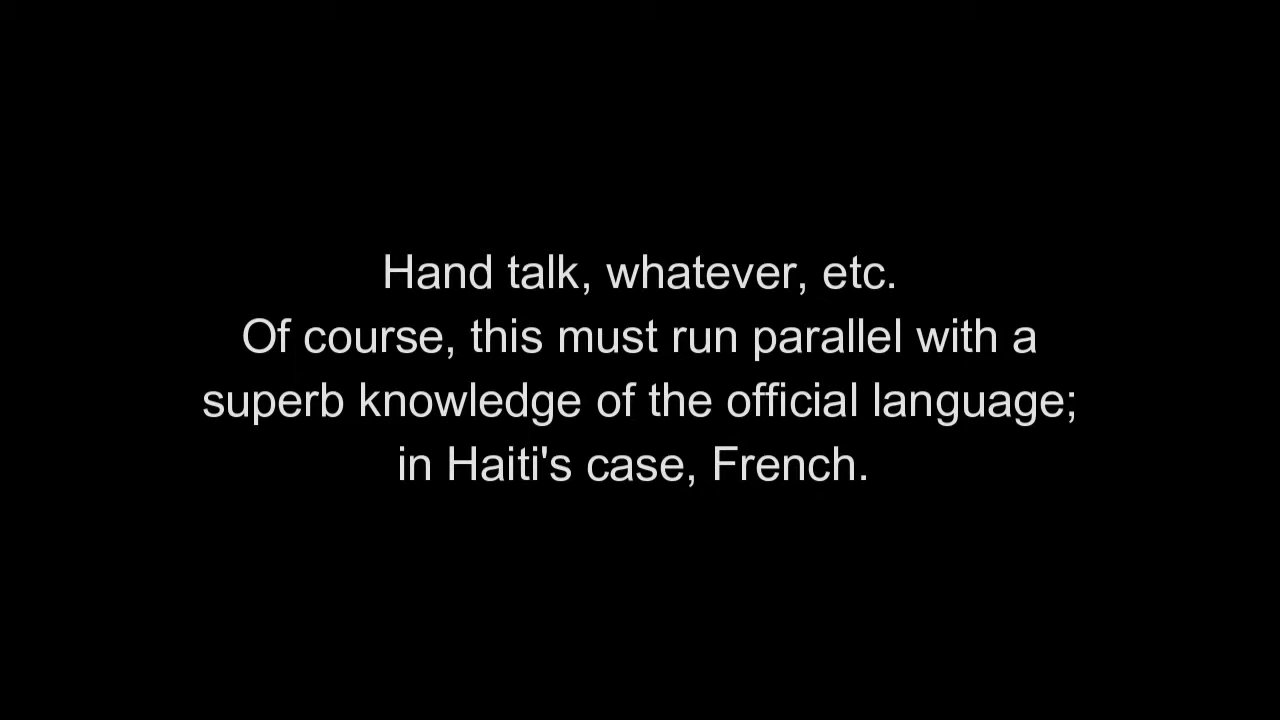 Hand talk, whatever, etc.
Of course, this must run parallel with a
superb knowledge of the official language;
in Haiti's case, French.